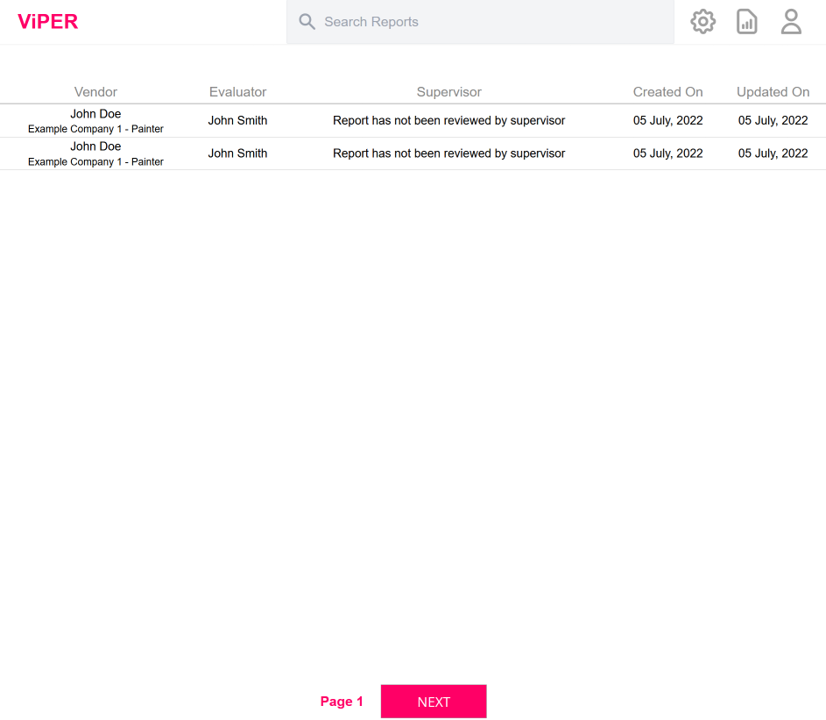 ViPER
Search Reports
Vendor Evaluator Supervisor Created On Updated On
John Doe
Example Company 1 - Painter
John Smith Report has not been reviewed by supervisor 05 July, 2022 05 July, 2022
John Doe
Example Company 1 - Painter
John Smith Report has not been reviewed by supervisor 05 July, 2022 05 July, 2022
Page 1 NEXT